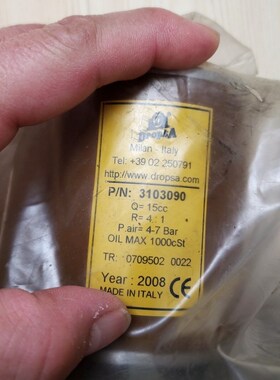 DropsA
Milan - Italy
Tel: +39 02 250791
http://www.dropsa.com
P/N: 3103090
Q= 15cc
R= 4 : 1
P.air= 4-7 Bar
OIL MAX 1000cSt
TR: 0709502 0022
Year : 2008
MADE IN ITALY CE